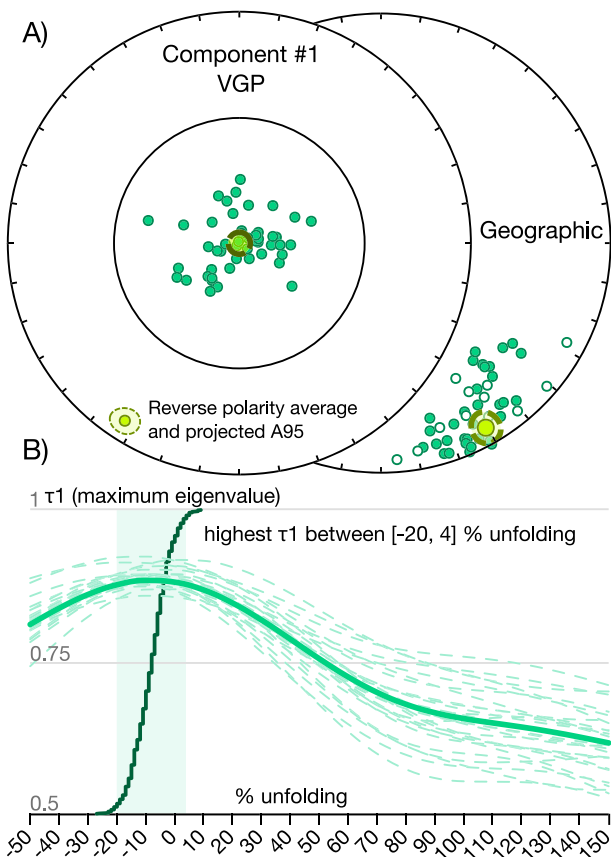 A)
Component #1
VGP
Geographic
Reverse polarity average
and projected A95
B)
1 τ1 (maximum eigenvalue)
highest τ1 between [-20, 4] % unfolding
0.75
% unfolding
0.5
-50 -40 -30 -20 -10 0 10 20 30 40 50 60 70 80 90 100 110 120 130 140 150